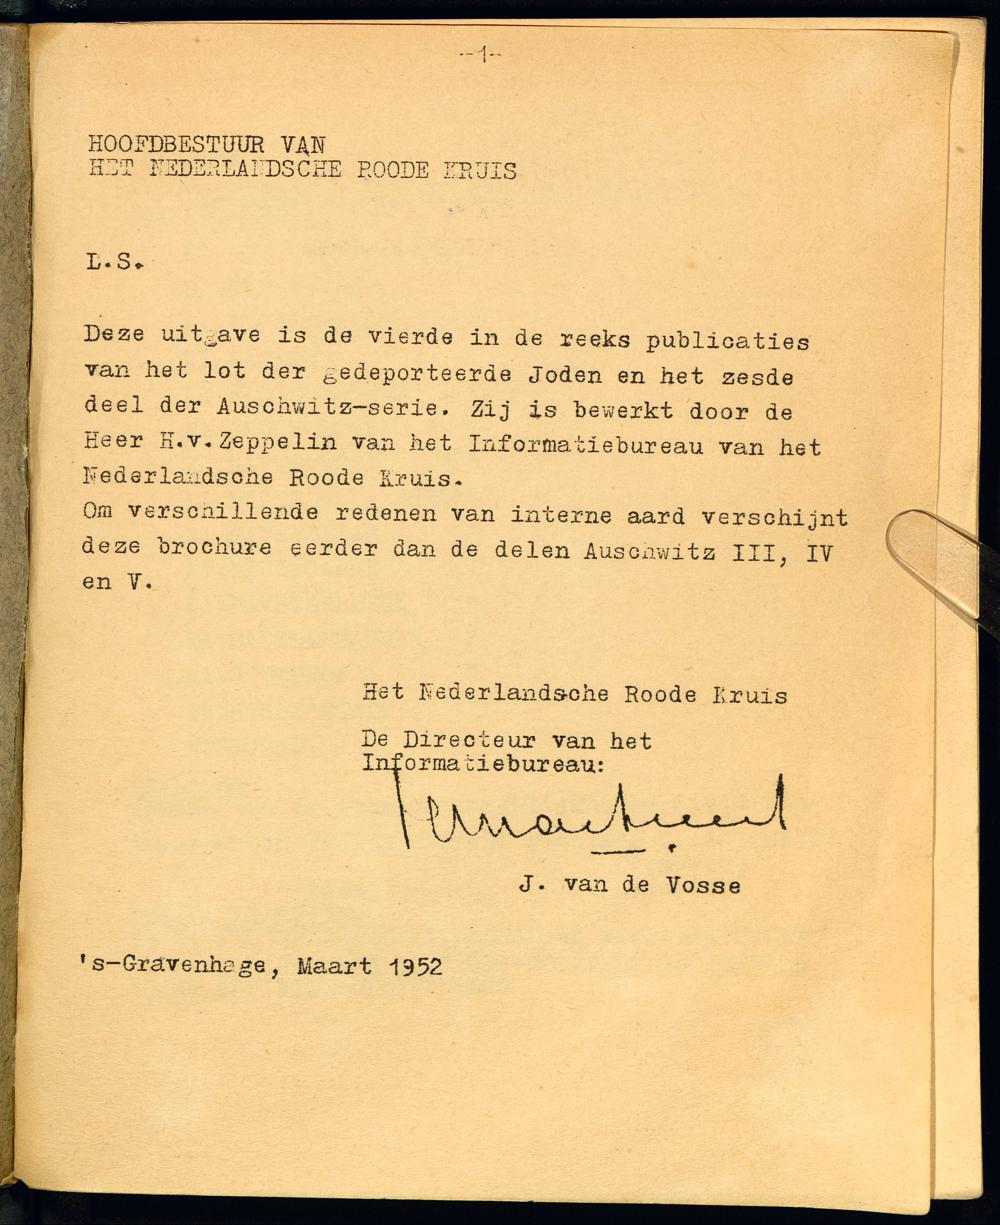 --1--
HOOFDBESTUUR VAN
HET NEDERLANDSCHE ROODE KRUIS
L.S.
Deze uitgave is de vierde in de reeks publicaties
van het lot der gedeporteerde Joden en het zesde
deel der Auschwitz-serie. Zij is bewerkt door de
Heer H.v.Zeppelin van het Informatiebureau van het
Nederlandsche Roode Kruis.
Om verschillende redenen van interne aard verschijnt
deze brochure eerder dan de delen Auschwitz III, IV
en V.
Het Nederlandsche Roode Kruis
De Directeur van het
Informatiebureau:
J. van de Vosse
's-Gravenhage, Maart 1952